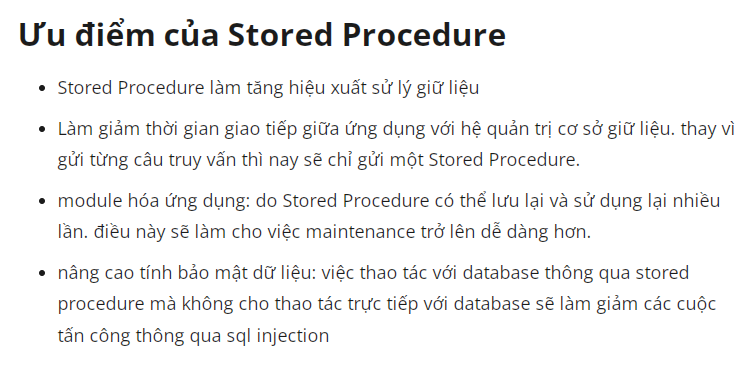 Ưu điểm của Stored Procedure
• Stored Procedure làm tăng hiệu xuất sử lý giữ liệu
• Làm giảm thời gian giao tiếp giữa ứng dụng với hệ quản trị cơ sở giữ liệu. thay vì
gửi từng câu truy vấn thì nay sẽ chỉ gửi một Stored Procedure.
• module hóa ứng dụng: do Stored Procedure có thể lưu lại và sử dụng lại nhiều
lần. điều này sẽ làm cho việc maintenance trở lên dễ dàng hơn.
• nâng cao tính bảo mật dữ liệu: việc thao tác với database thông qua stored
procedure mà không cho thao tác trực tiếp với database sẽ làm giảm các cuộc
tấn công thông qua sql injection